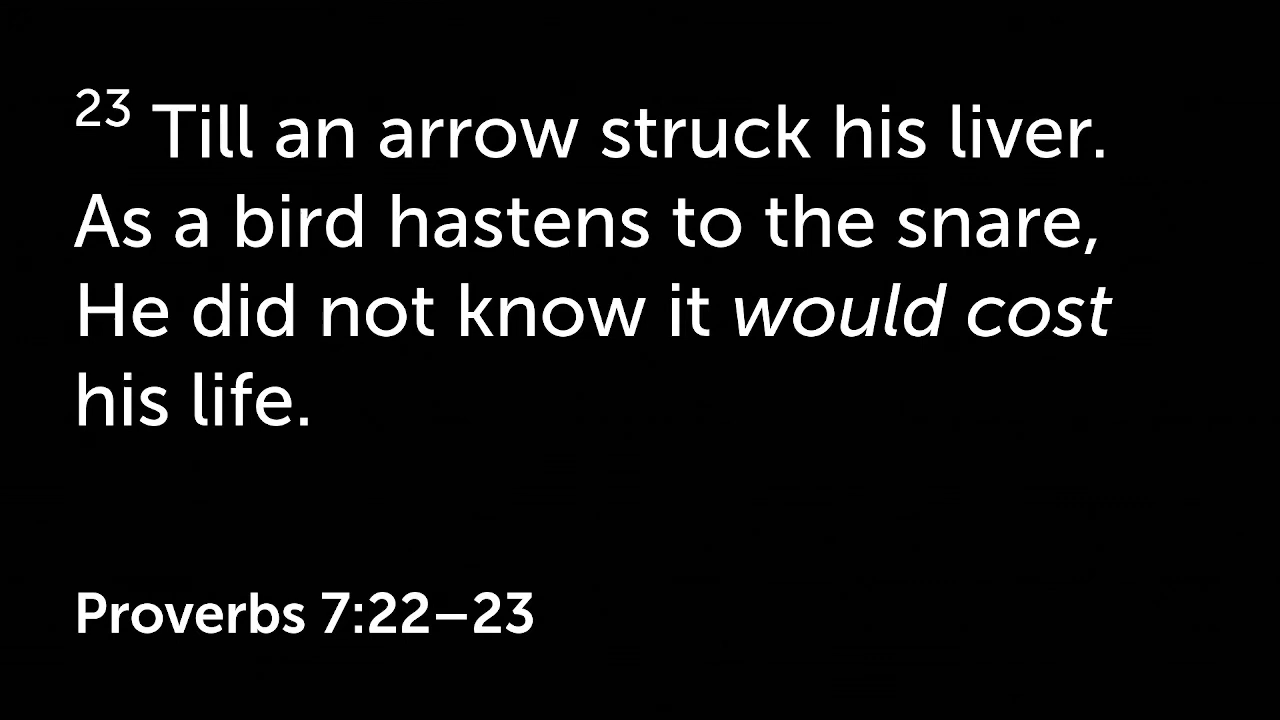 23 Till an arrow struck his liver.
As a bird hastens to the snare,
He did not know it would cost
his life.
Proverbs 7:22–23